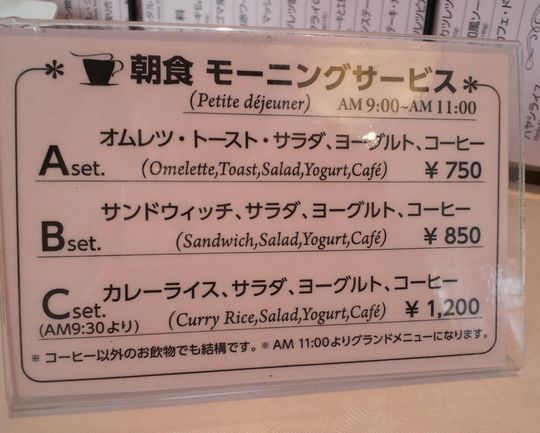 朝食 モーニングサービス
(Petite déjeuner) AM 9:00~AM 11:00
オムレツ・トースト・サラダ、ヨーグルト、コーヒー
A set. (Omelette,Toast,Salad,Yogurt,Café) ¥ 750
サンドウィッチ、サラダ、ヨーグルト、コーヒー
B set. (Sandwich,Salad,Yogurt,Café) ¥ 850
カレーライス、サラダ、ヨーグルト、コーヒー
C set. (Curry Rice,Salad,Yogurt,Café) ¥ 1,200
(AM9:30より)
※ コーヒー以外のお飲物でも結構です。※ AM 11:00よりグランドメニューになります。
ハヤシライス